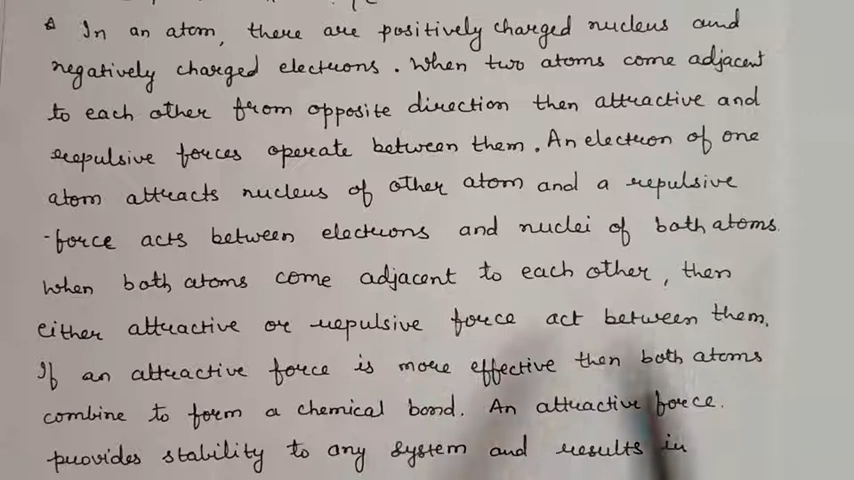 In an atom, there are positively charged nucleus and
negatively charged electrons. When two atoms come adjacent
to each other from opposite direction then attractive and
repulsive forces operate between them. An electron of one
atom attracts nucleus of other atom and a repulsive
force acts between electrons and nuclei of both atoms.
When both atoms come adjacent to each other, then
either attractive or repulsive force act between them.
If an attractive force is more effective then both atoms
combine to form a chemical bond. An attractive force.
provides stability to any system and results in